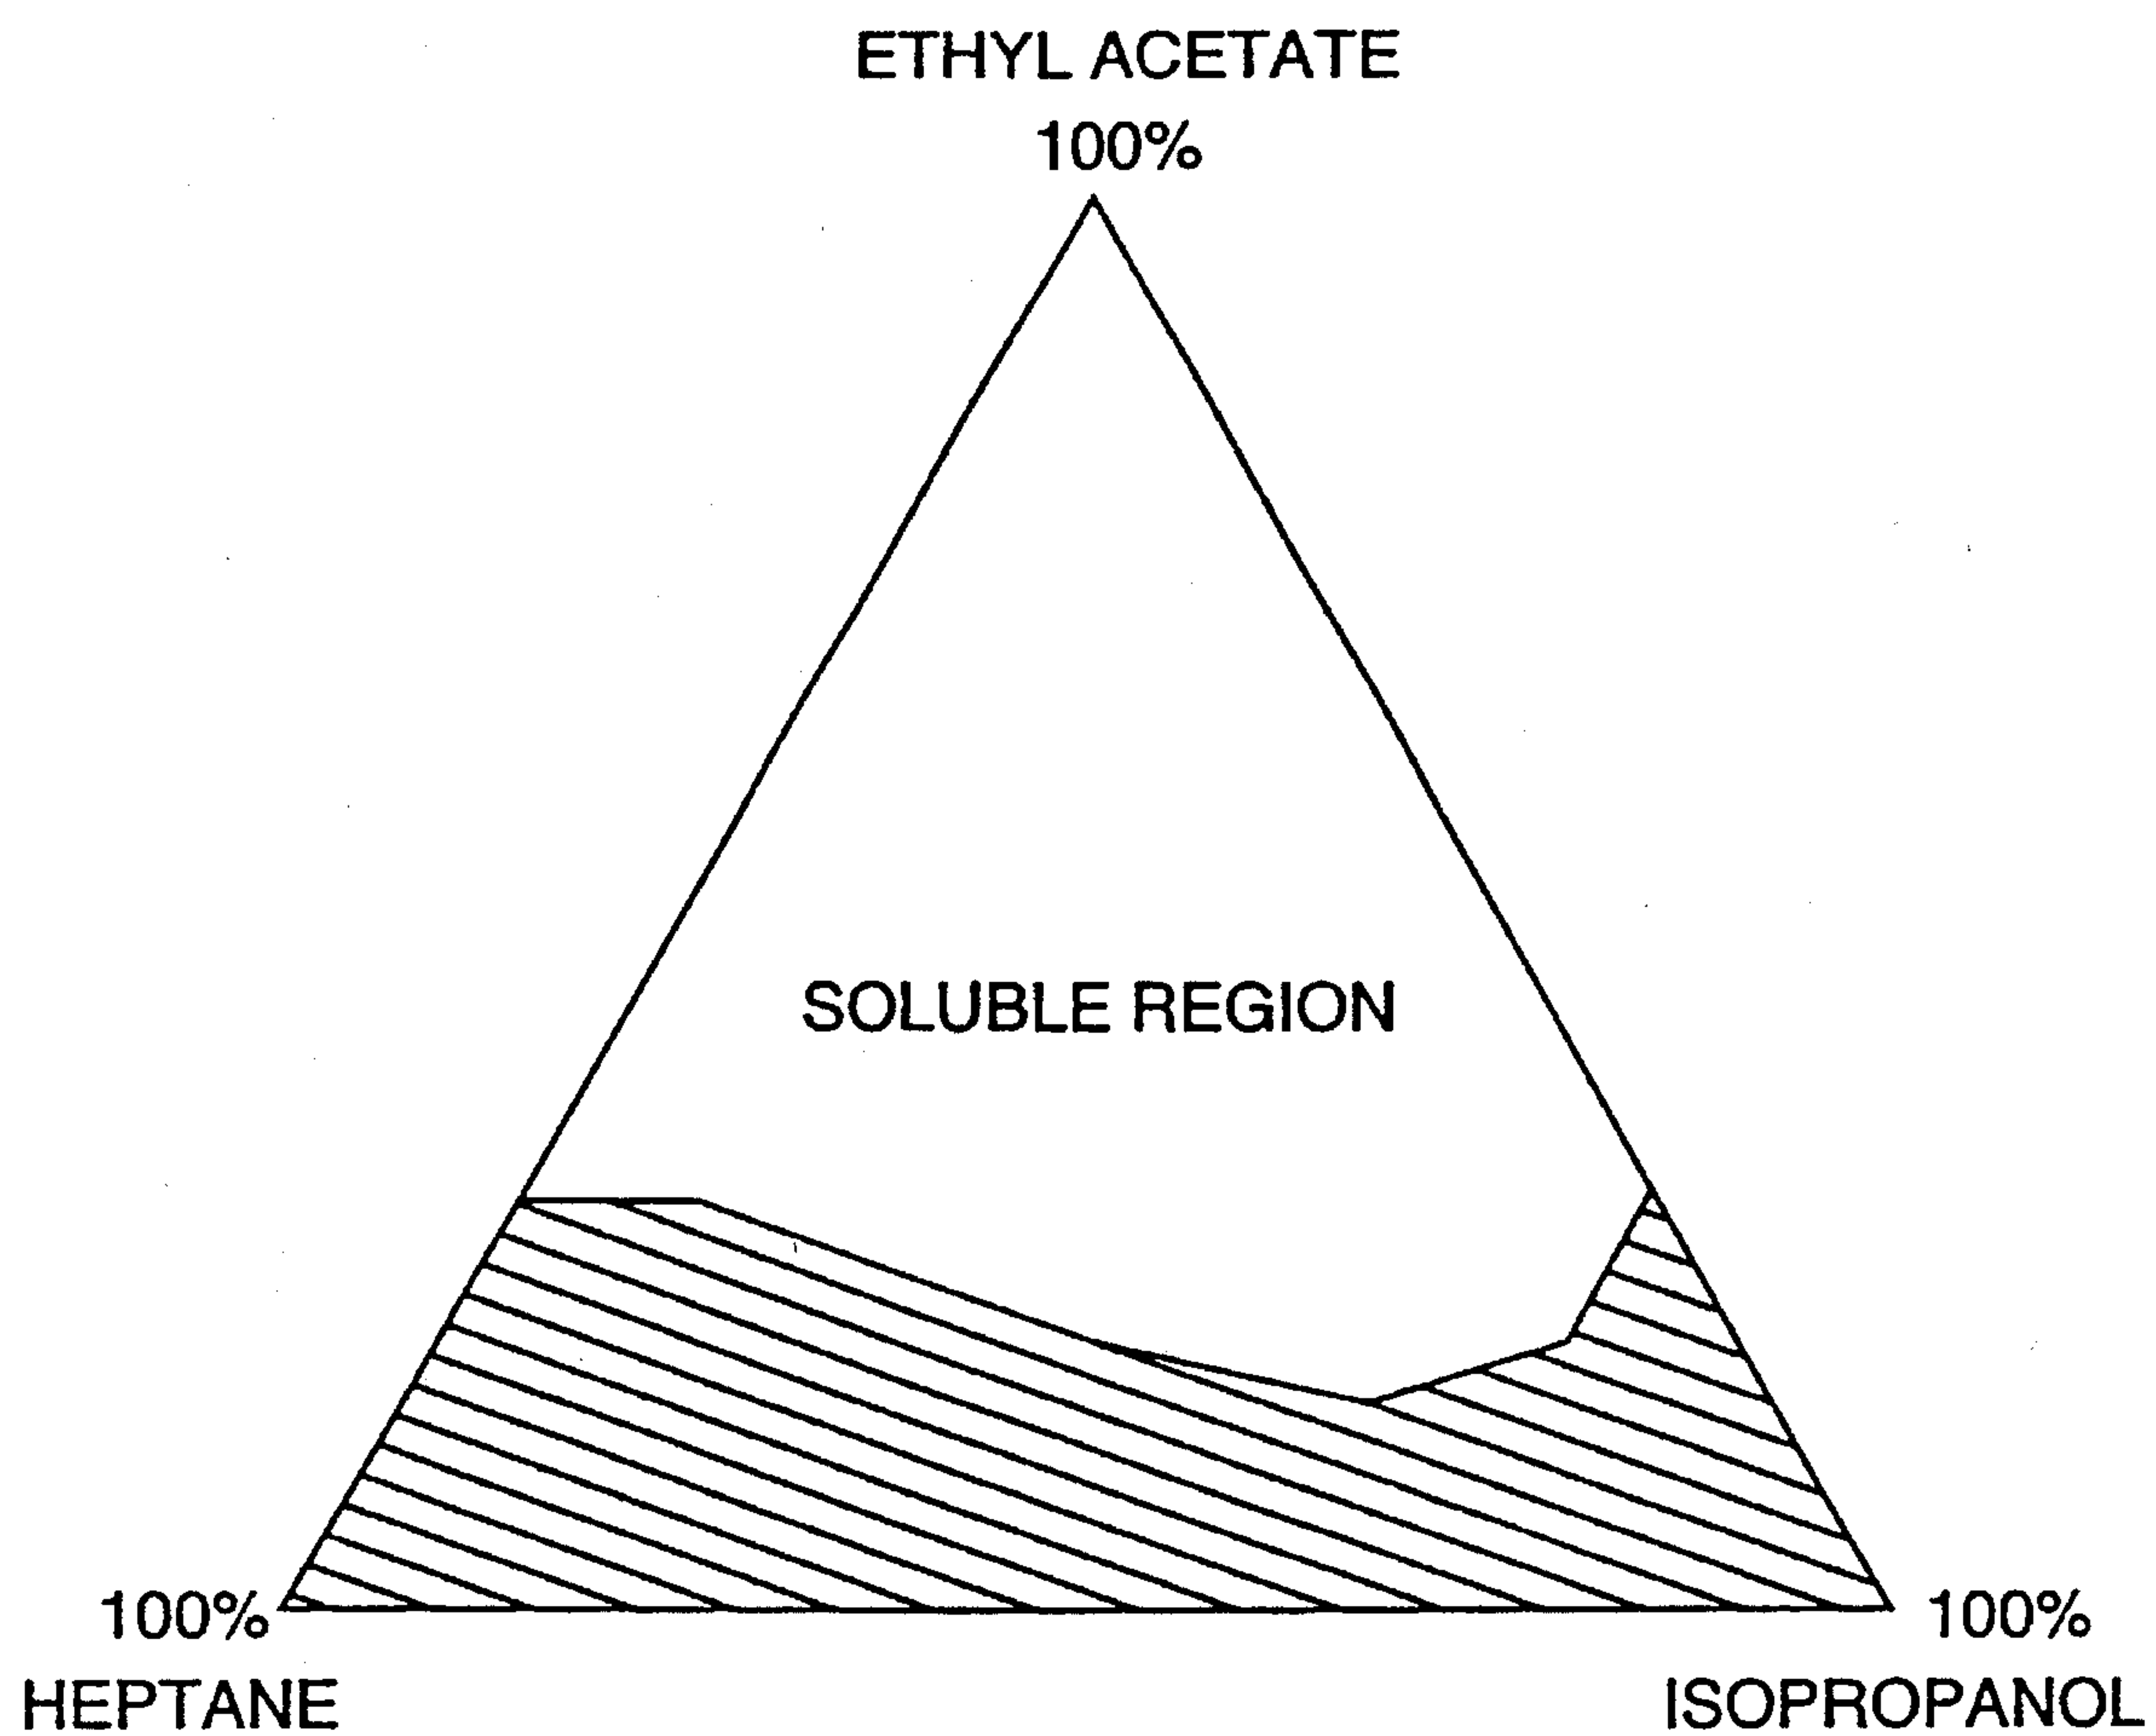 ETHYL ACETATE
100%
SOLUBLE REGION
100%
100%
HEPTANE
ISOPROPANOL